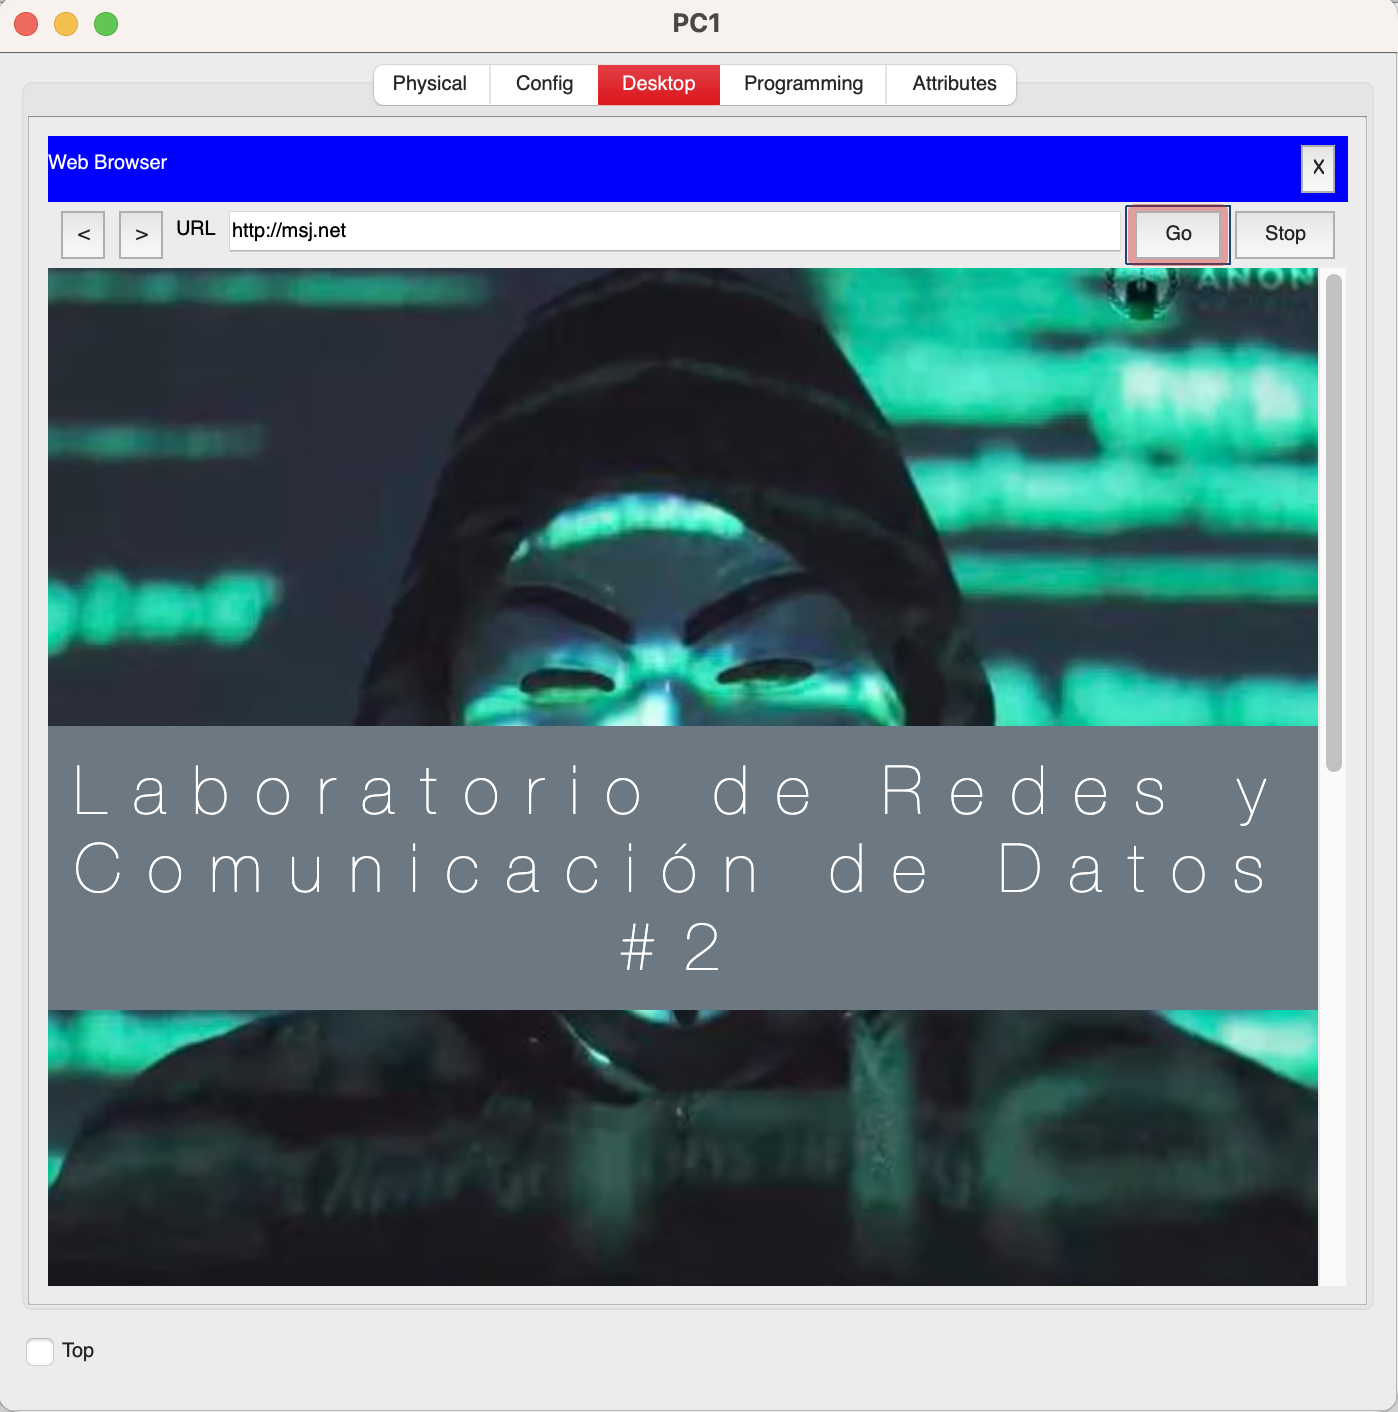 PC1
Physical Config Desktop Programming Attributes
Web Browser
X
< > URL http://msj.net Go Stop
ANON
Laboratorio de Redes y
Comunicación de Datos
#2
Top